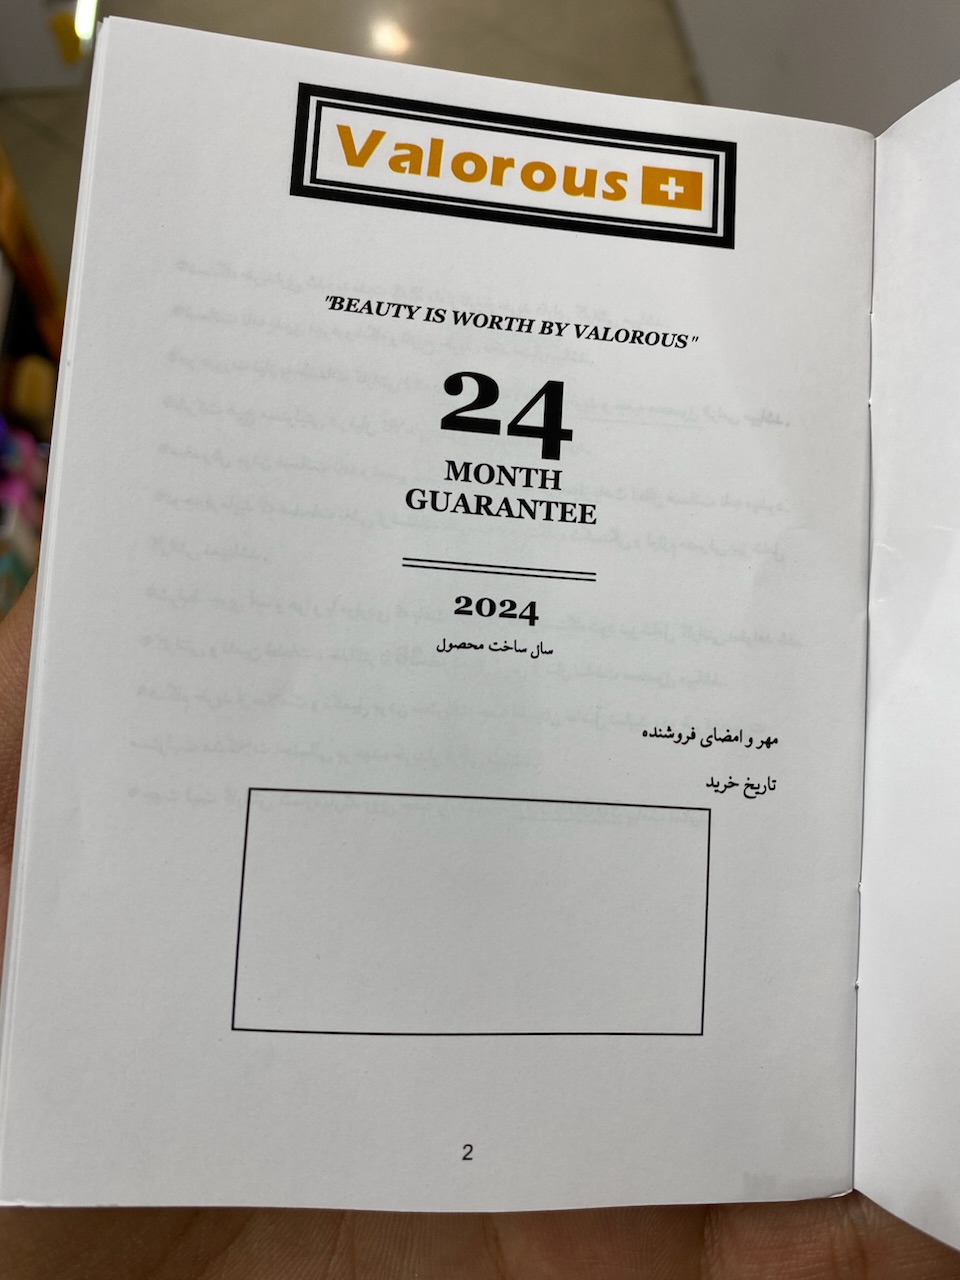 Valorous
"BEAUTY IS WORTH BY VALOROUS"
24
MONTH
GUARANTEE
2024
سال ساخت محصول
مهر و امضای فروشنده
تاریخ خرید
2